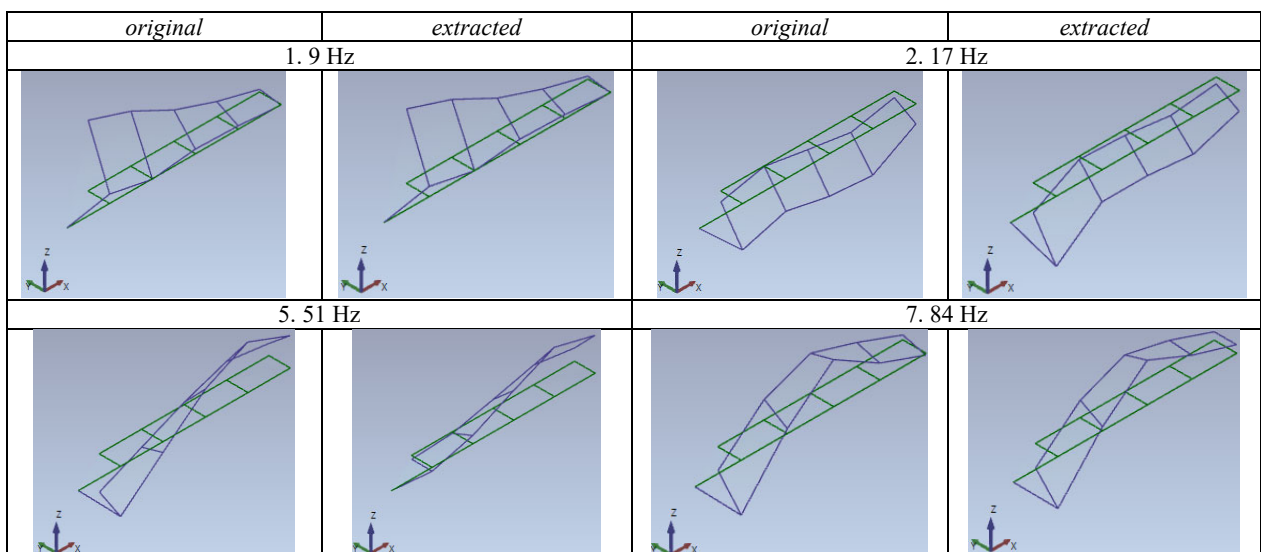 original extracted original extracted
1. 9 Hz 2. 17 Hz
Z Z Z Z
Y X Y X Y X Y X
5. 51 Hz 7. 84 Hz
Z Z Z Z
X X X X